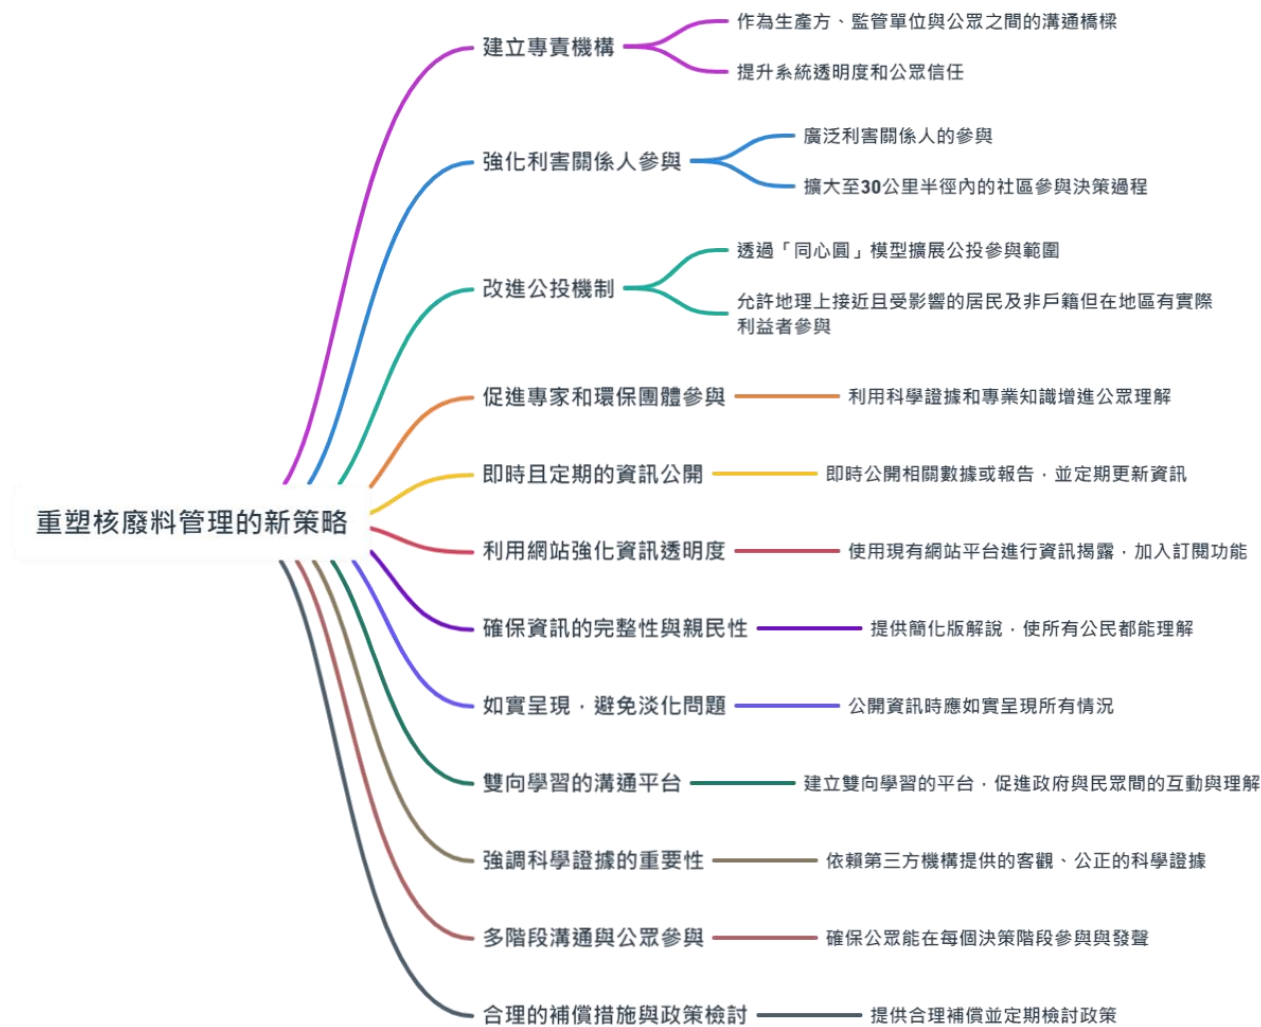 重塑核廢料管理的新策略
建立專責機構
作為生產方、監管單位與公眾之間的溝通橋樑
提升系統透明度和公眾信任
強化利害關係人參與
廣泛利害關係人的參與
擴大至30公里半徑內的社區參與決策過程
改進公投機制
透過「同心圓」模型擴展公投參與範圍
允許地理上接近且受影響的居民及非戶籍但在地區有實際
利益者參與
促進專家和環保團體參與
利用科學證據和專業知識增進公眾理解
即時且定期的資訊公開
即時公開相關數據或報告，並定期更新資訊
利用網站強化資訊透明度
使用現有網站平台進行資訊揭露，加入訂閱功能
確保資訊的完整性與親民性
提供簡化版解說，使所有公民都能理解
如實呈現，避免淡化問題
公開資訊時應如實呈現所有情況
雙向學習的溝通平台
建立雙向學習的平台，促進政府與民眾間的互動與理解
強調科學證據的重要性
依賴第三方機構提供的客觀、公正的科學證據
多階段溝通與公眾參與
確保公眾能在每個決策階段參與與發聲
合理的補償措施與政策檢討
提供合理補償並定期檢討政策